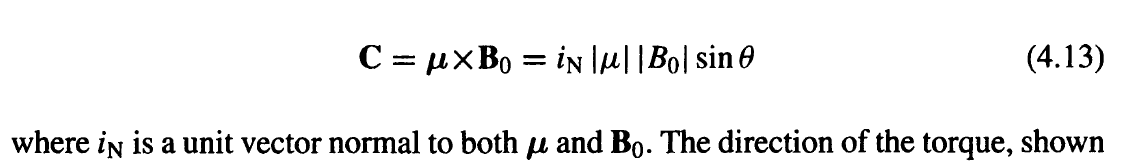 C = μ×B₀ = i_N |μ| |B₀| sin θ (4.13)
where i_N is a unit vector normal to both μ and B₀. The direction of the torque, shown